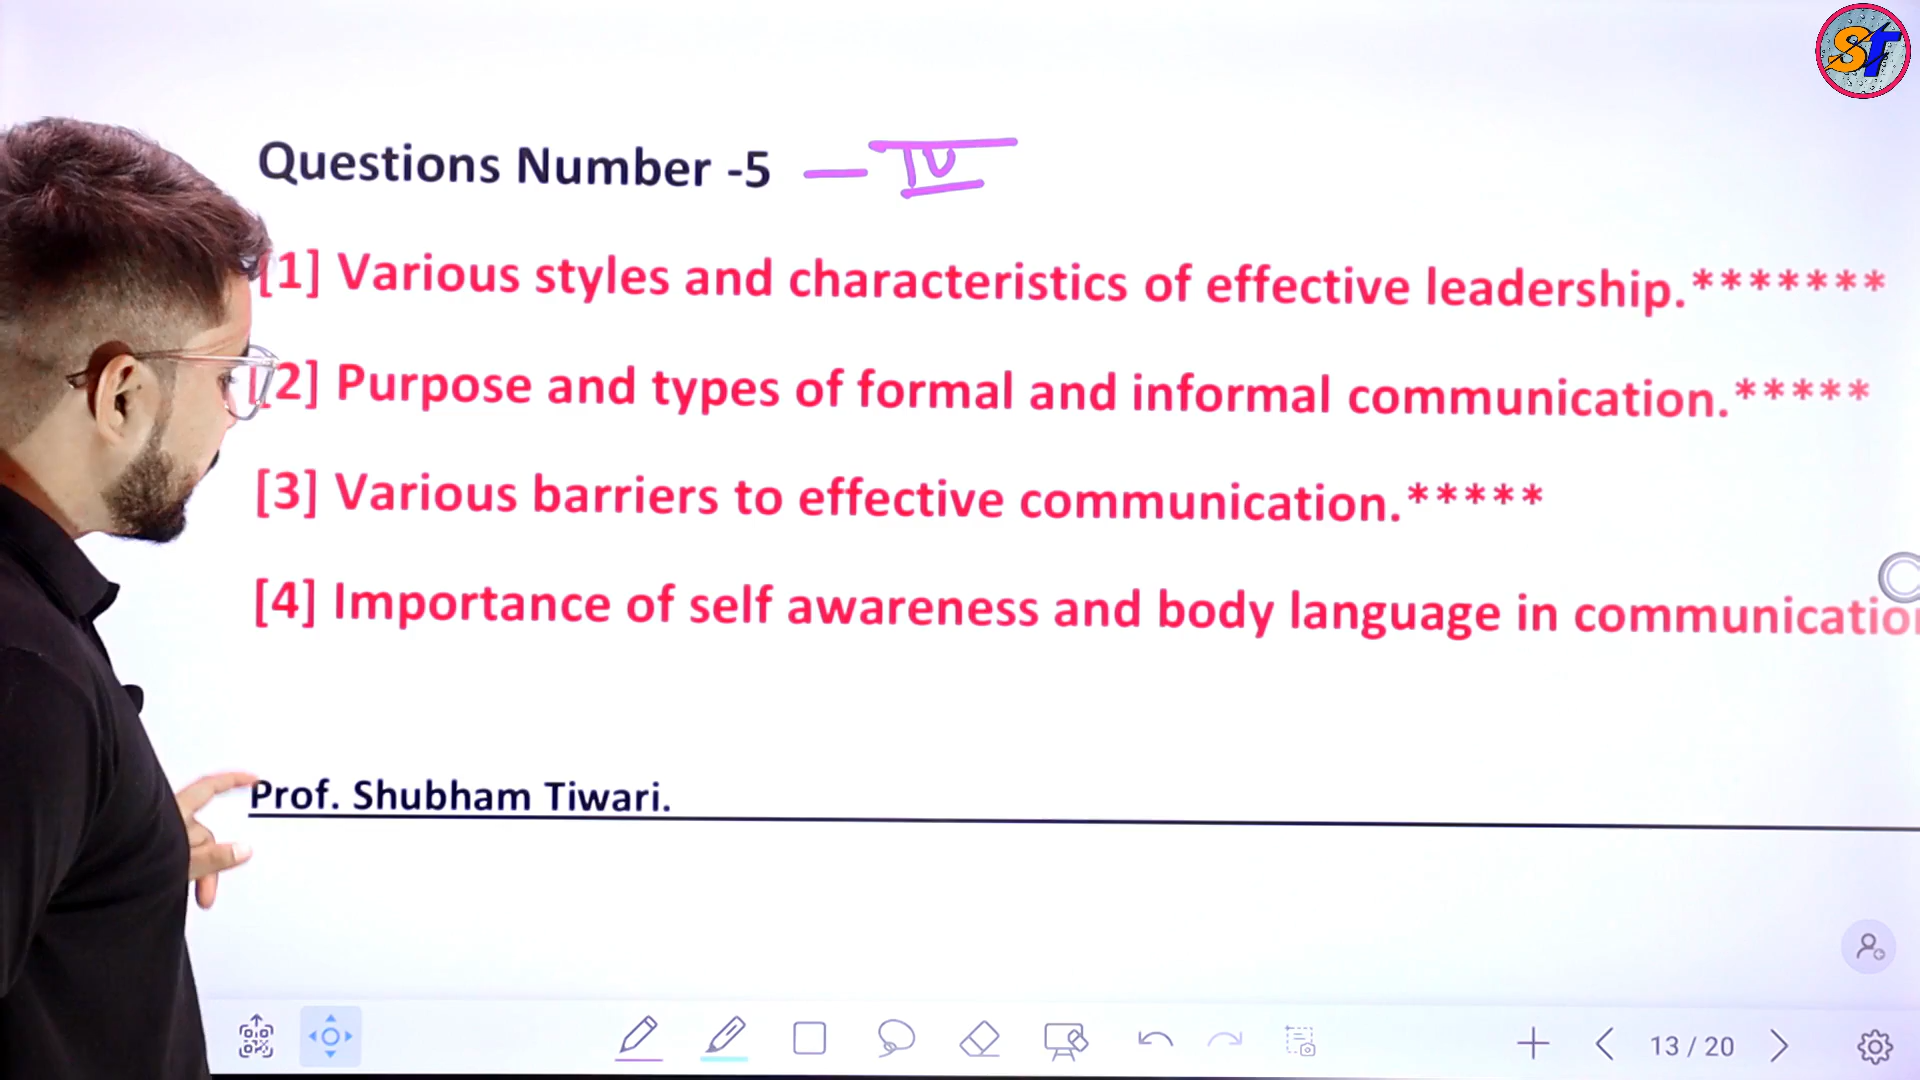 ST
Questions Number -5 — IV
[1] Various styles and characteristics of effective leadership.*******
[2] Purpose and types of formal and informal communication.*****
[3] Various barriers to effective communication.*****
[4] Importance of self awareness and body language in communication
Prof. Shubham Tiwari.
13 / 20